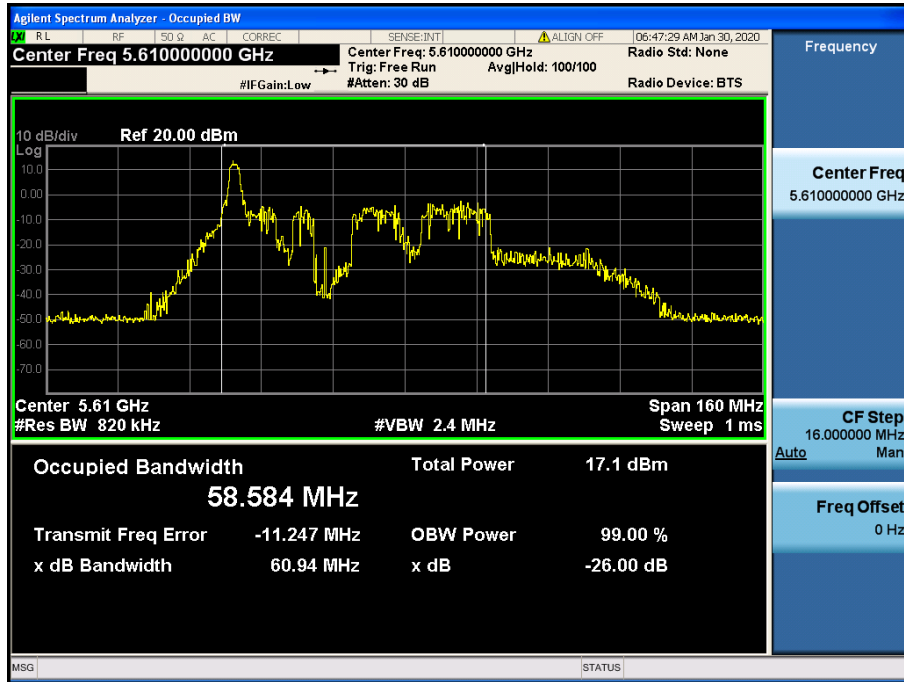 Agilent Spectrum Analyzer - Occupied BW
LXI RL RF 50 Ω AC CORREC SENSE:INT ALIGN OFF 06:47:29 AM Jan 30, 2020
Center Freq 5.610000000 GHz
Center Freq: 5.610000000 GHz Radio Std: None
Trig: Free Run Avg|Hold: 100/100
#IFGain:Low #Atten: 30 dB Radio Device: BTS
10 dB/div Ref 20.00 dBm
Log
10.0
0.00
-10.0
-20.0
-30.0
-40.0
-50.0
-60.0
-70.0
Center 5.61 GHz Span 160 MHz
#Res BW 820 kHz #VBW 2.4 MHz Sweep 1 ms
Occupied Bandwidth Total Power 17.1 dBm
58.584 MHz
Transmit Freq Error -11.247 MHz OBW Power 99.00 %
x dB Bandwidth 60.94 MHz x dB -26.00 dB
Frequency
Center Freq
5.610000000 GHz
CF Step
16.000000 MHz
Auto Man
Freq Offset
0 Hz
MSG STATUS